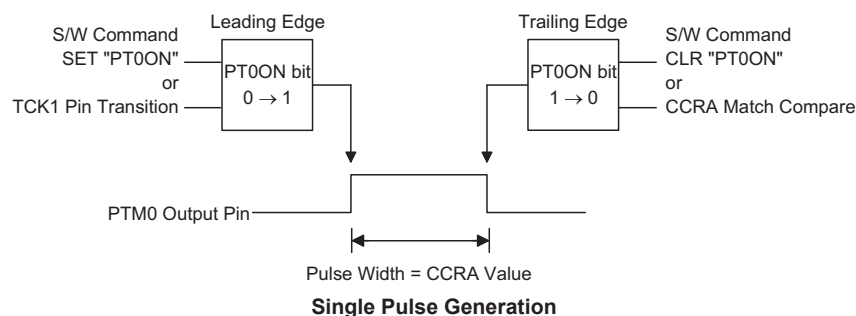 Leading Edge
S/W Command
SET "PT0ON"
or
TCK1 Pin Transition
PT0ON bit
0 → 1
Trailing Edge
PT0ON bit
1 → 0
S/W Command
CLR "PT0ON"
or
CCRA Match Compare
PTM0 Output Pin
Pulse Width = CCRA Value
Single Pulse Generation